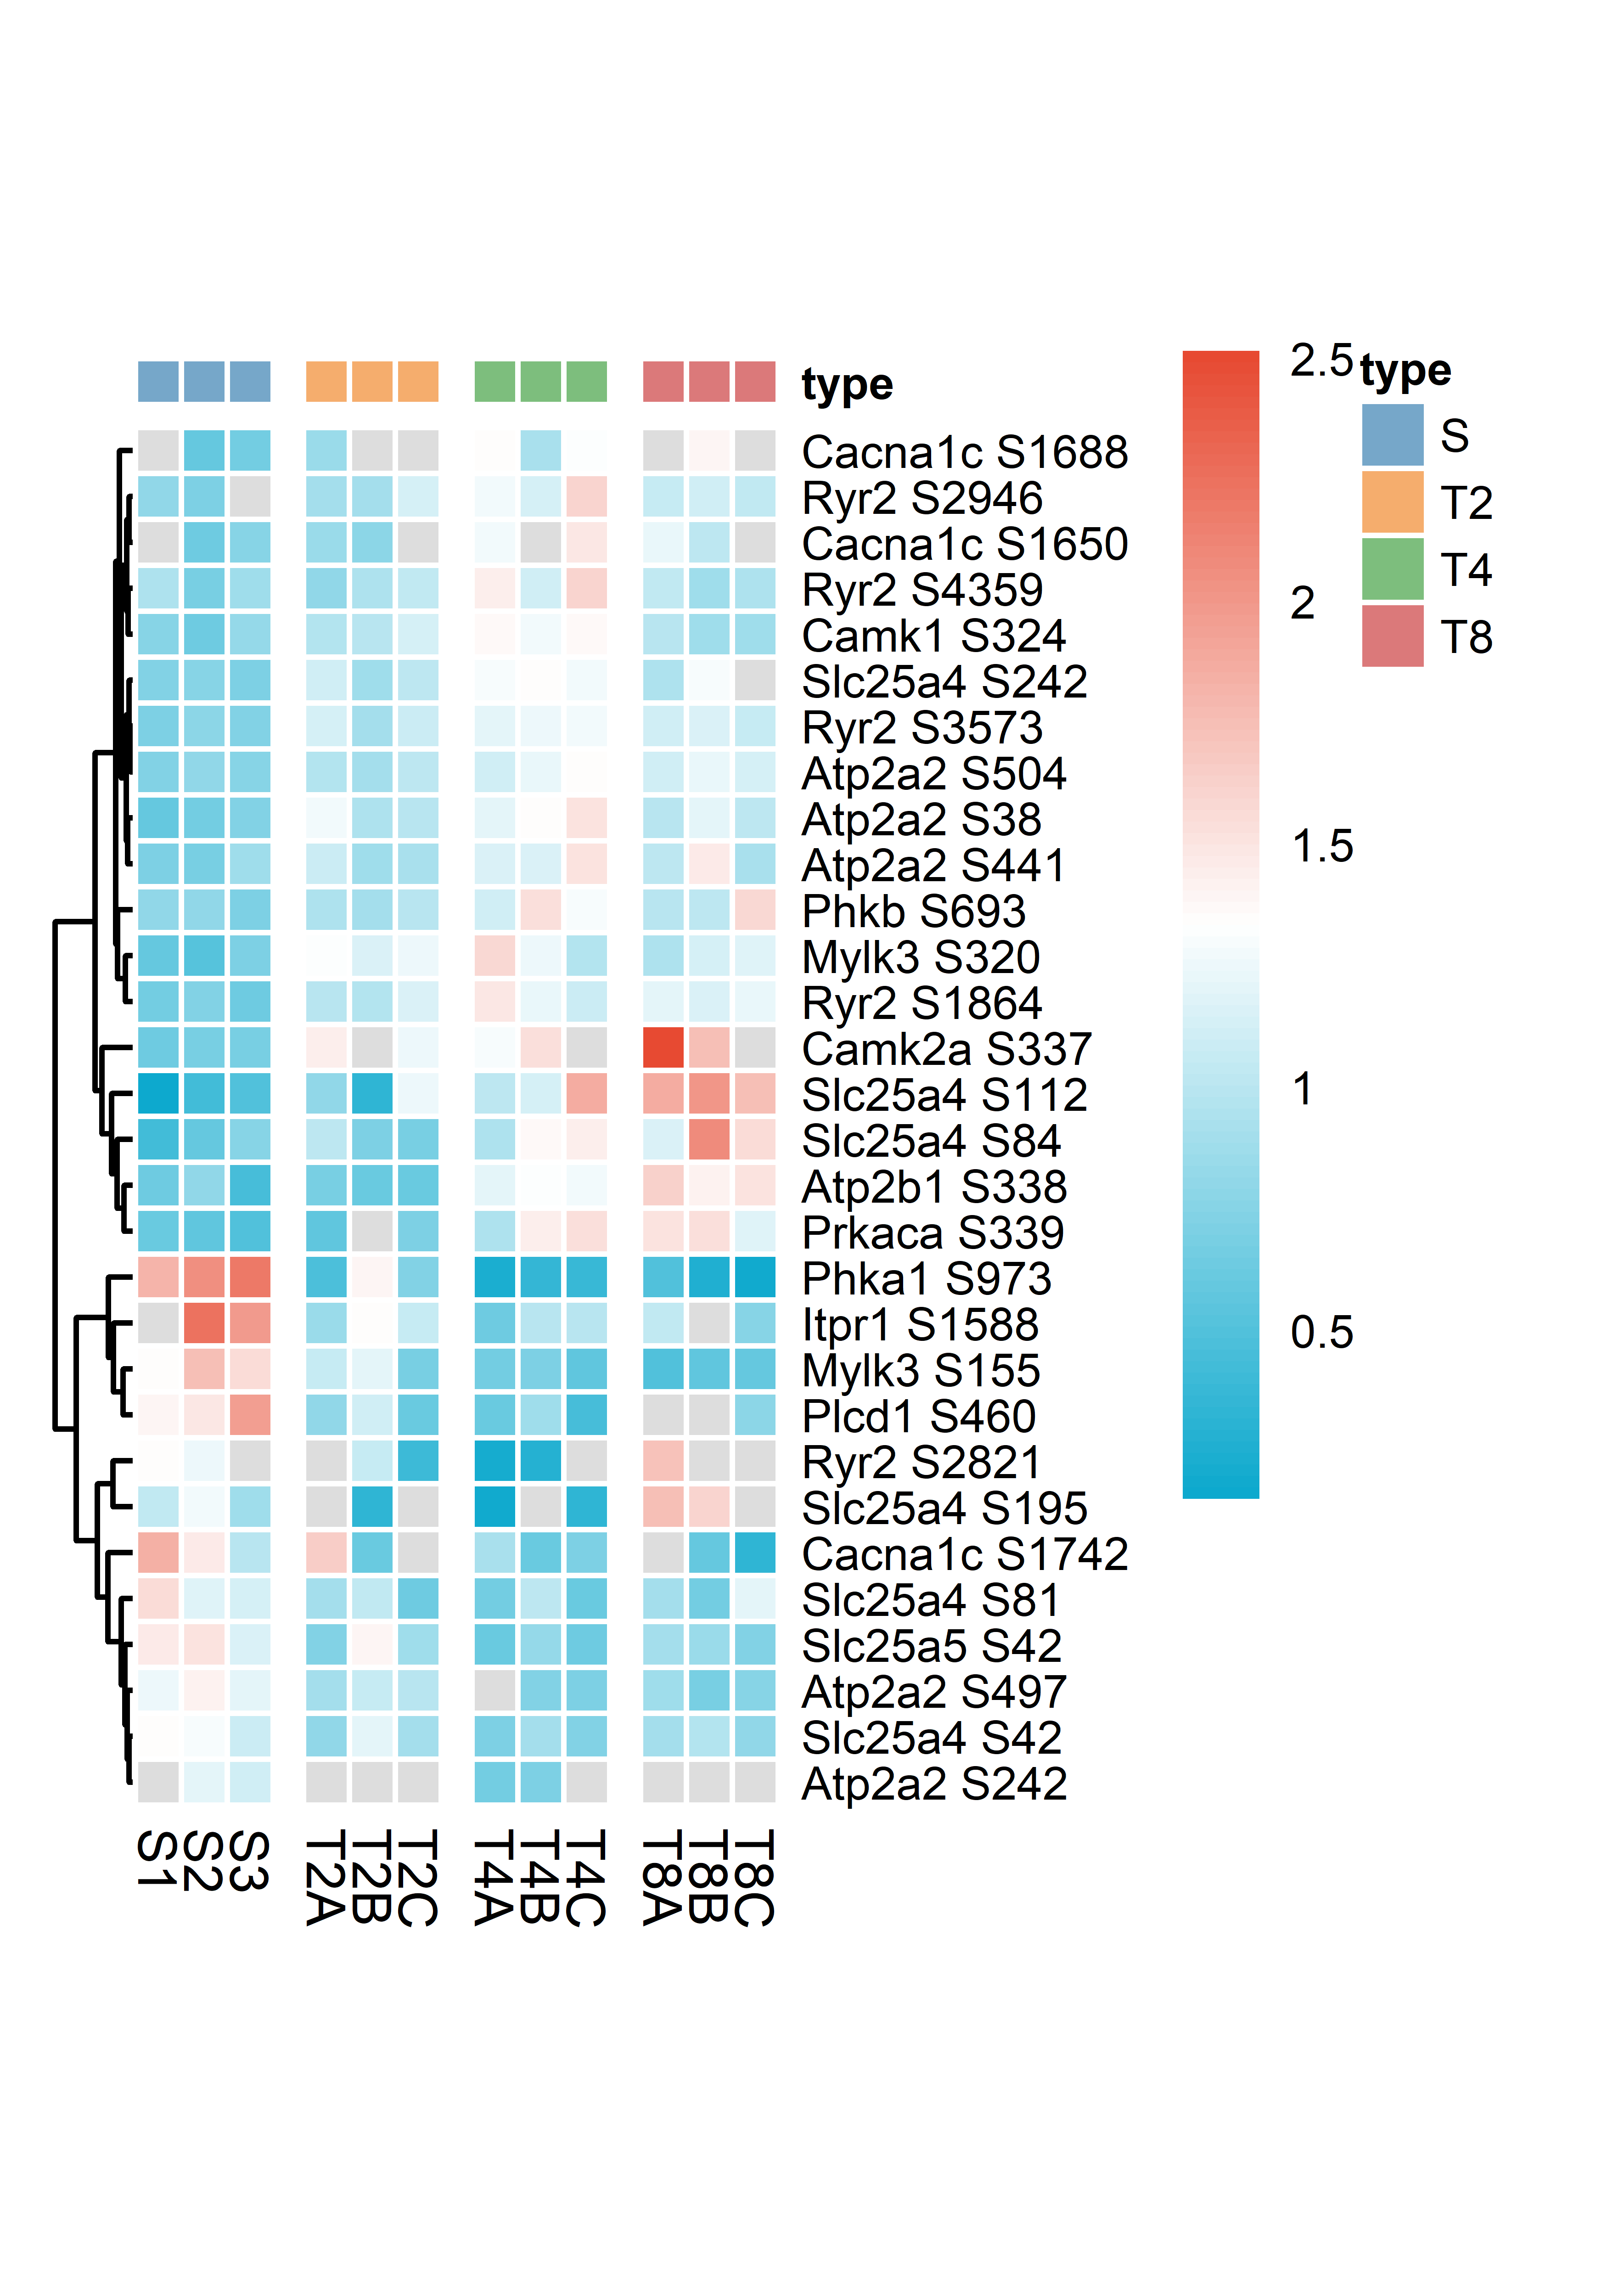 type
Cacna1c S1688
Ryr2 S2946
Cacna1c S1650
Ryr2 S4359
Camk1 S324
Slc25a4 S242
Ryr2 S3573
Atp2a2 S504
Atp2a2 S38
Atp2a2 S441
Phkb S693
Mylk3 S320
Ryr2 S1864
Camk2a S337
Slc25a4 S112
Slc25a4 S84
Atp2b1 S338
Prkaca S339
Phka1 S973
Itpr1 S1588
Mylk3 S155
Plcd1 S460
Ryr2 S2821
Slc25a4 S195
Cacna1c S1742
Slc25a4 S81
Slc25a5 S42
Atp2a2 S497
Slc25a4 S42
Atp2a2 S242
S1
S2
S3
T2A
T2B
T2C
T4A
T4B
T4C
T8A
T8B
T8C
2.5
2
1.5
1
0.5
type
S
T2
T4
T8